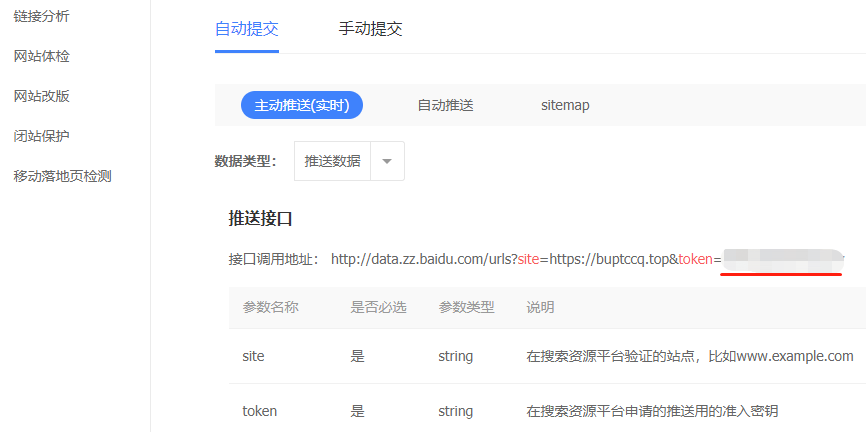 链接分析
网站体检
网站改版
闭站保护
移动落地页检测
自动提交 手动提交
主动推送(实时) 自动推送 sitemap
数据类型： 推送数据
推送接口
接口调用地址： http://data.zz.baidu.com/urls?site=https://buptccq.top&token=
参数名称 是否必选 参数类型 说明
site 是 string 在搜索资源平台验证的站点，比如www.example.com
token 是 string 在搜索资源平台申请的推送用的准入密钥